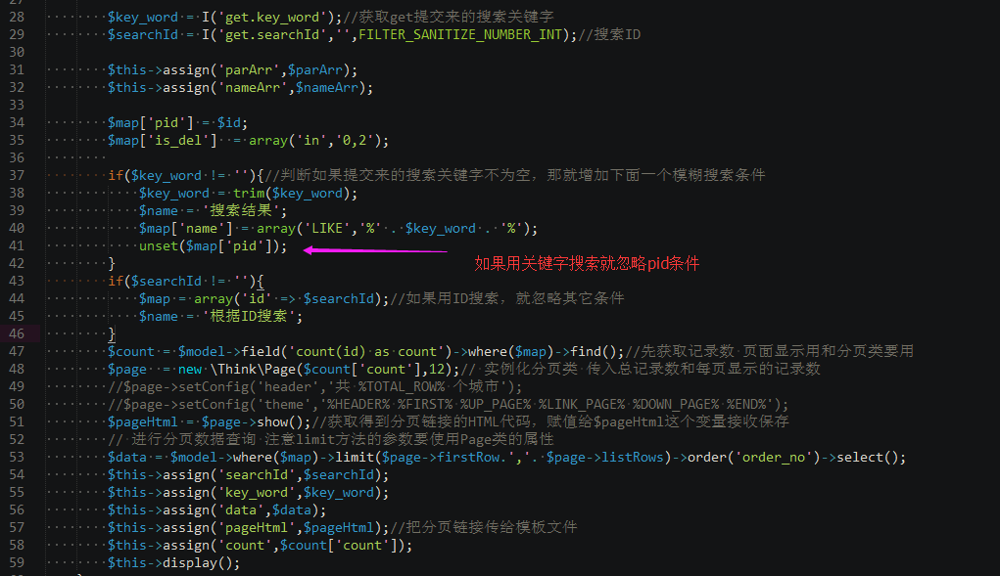 28 $key_word = I('get.key_word');//获取get提交来的搜索关键字
29 $searchId = I('get.searchId','',FILTER_SANITIZE_NUMBER_INT);//搜索ID
30
31 $this->assign('parArr',$parArr);
32 $this->assign('nameArr',$nameArr);
33
34 $map['pid'] = $id;
35 $map['is_del']  = array('in','0,2');
36
37 if($key_word != ''){//判断如果提交来的搜索关键字不为空，那就增加下面一个模糊搜索条件
38     $key_word = trim($key_word);
39     $name = '搜索结果';
40     $map['name'] = array('LIKE','%' . $key_word . '%');
41     unset($map['pid']);
42 }
如果用关键字搜索就忽略pid条件
43 if($searchId != ''){
44     $map = array('id' => $searchId);//如果用ID搜索，就忽略其它条件
45     $name = '根据ID搜索';
46 }
47 $count = $model->field('count(id) as count')->where($map)->find();//先获取记录数 页面显示用和分页类要用
48 $page  = new \Think\Page($count['count'],12);// 实例化分页类 传入总记录数和每页显示的记录数
49 //$page->setConfig('header','共 %TOTAL_ROW% 个城市');
50 //$page->setConfig('theme','%HEADER% %FIRST% %UP_PAGE% %LINK_PAGE% %DOWN_PAGE% %END%');
51 $pageHtml = $page->show();//获取得到分页链接的HTML代码，赋值给$pageHtml这个变量接收保存
52 // 进行分页数据查询 注意limit方法的参数要使用Page类的属性
53 $data = $model->where($map)->limit($page->firstRow.','. $page->listRows)->order('order_no')->select();
54 $this->assign('searchId',$searchId);
55 $this->assign('key_word',$key_word);
56 $this->assign('data',$data);
57 $this->assign('pageHtml',$pageHtml);//把分页链接传给模板文件
58 $this->assign('count',$count['count']);
59 $this->display();